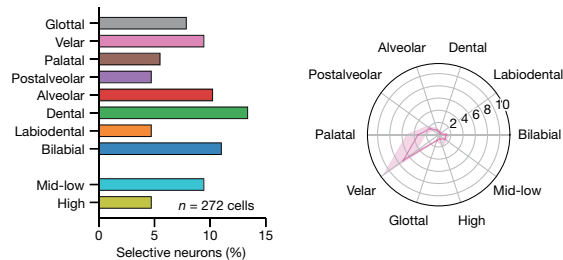 Glottal
Velar
Palatal
Postalveolar
Alveolar
Dental
Labiodental
Bilabial
Mid-low
High
n = 272 cells
0 5 10 15
Selective neurons (%)
Alveolar Dental
Postalveolar Labiodental
2 4 6 8 10
Palatal Bilabial
Velar Mid-low
Glottal High